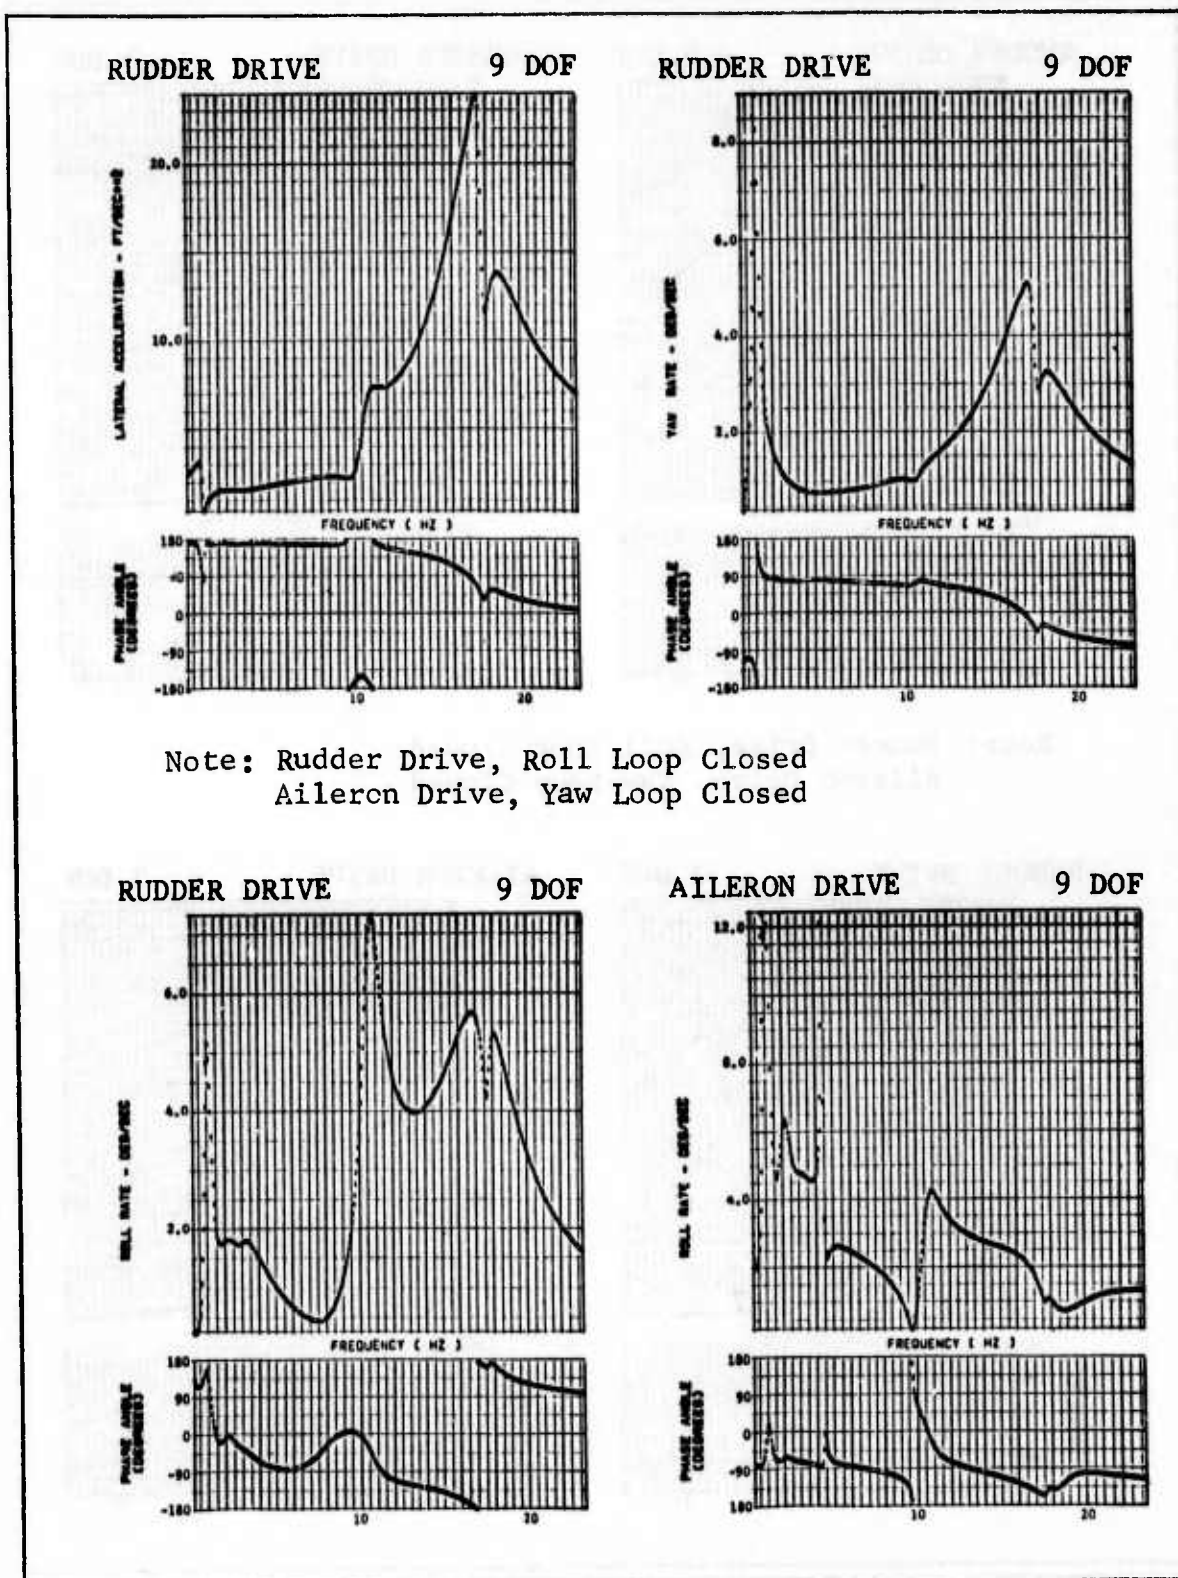 RUDDER DRIVE 9 DOF
20.0
10.0
LATERAL ACCELERATION - FT/SEC**2
FREQUENCY ( HZ )
180
40
0
-90
-180
PHASE ANGLE
(DEGREES)
10 20
RUDDER DRIVE 9 DOF
8.0
6.0
4.0
2.0
YAW RATE - DEG/SEC
FREQUENCY ( HZ )
180
90
0
-90
-180
PHASE ANGLE
(DEGREES)
10 20
Note: Rudder Drive, Roll Loop Closed
Aileron Drive, Yaw Loop Closed
RUDDER DRIVE 9 DOF
6.0
4.0
2.0
ROLL RATE - DEG/SEC
FREQUENCY ( HZ )
180
90
0
-90
-180
PHASE ANGLE
(DEGREES)
10 20
AILERON DRIVE 9 DOF
12.0
8.0
4.0
ROLL RATE - DEG/SEC
FREQUENCY ( HZ )
180
90
0
-90
180
PHASE ANGLE
(DEGREES)
10 20